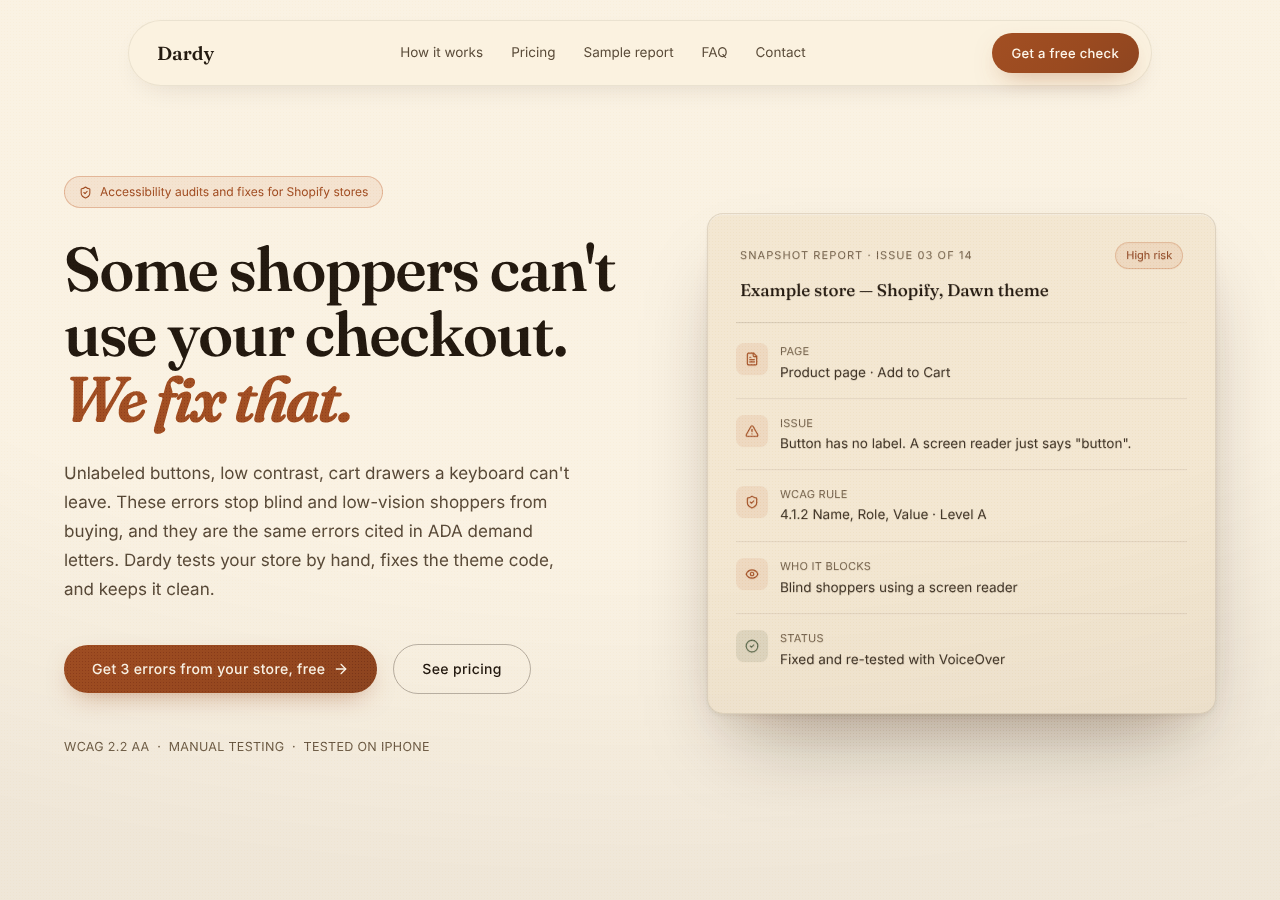 Dardy
How it works
Pricing
Sample report
FAQ
Contact
Get a free check
Accessibility audits and fixes for Shopify stores
Some shoppers can't
use your checkout.
We fix that.
Unlabeled buttons, low contrast, cart drawers a keyboard can't
leave. These errors stop blind and low-vision shoppers from
buying, and they are the same errors cited in ADA demand
letters. Dardy tests your store by hand, fixes the theme code,
and keeps it clean.
Get 3 errors from your store, free →
See pricing
WCAG 2.2 AA · MANUAL TESTING · TESTED ON IPHONE
SNAPSHOT REPORT · ISSUE 03 OF 14
High risk
Example store — Shopify, Dawn theme
PAGE
Product page · Add to Cart
ISSUE
Button has no label. A screen reader just says "button".
WCAG RULE
4.1.2 Name, Role, Value · Level A
WHO IT BLOCKS
Blind shoppers using a screen reader
STATUS
Fixed and re-tested with VoiceOver